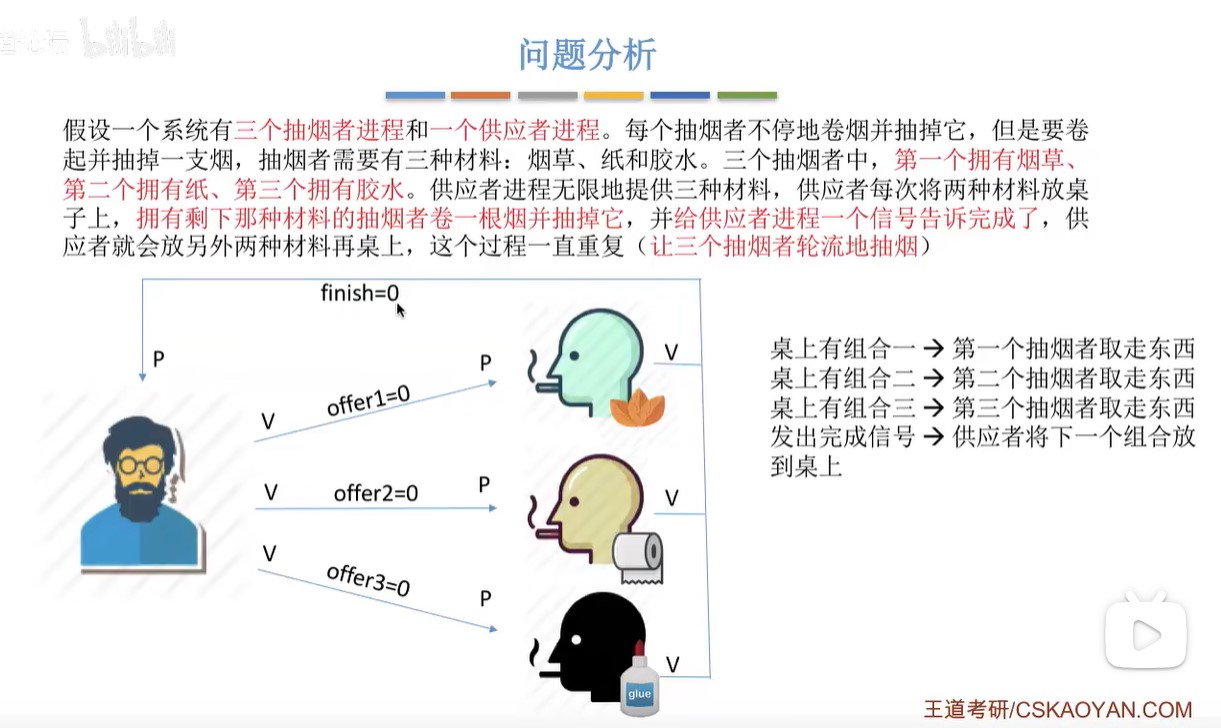 bilibili
问题分析
假设一个系统有三个抽烟者进程和一个供应者进程。每个抽烟者不停地卷烟并抽掉它，但是要卷
起并抽掉一支烟，抽烟者需要有三种材料：烟草、纸和胶水。三个抽烟者中，第一个拥有烟草、
第二个拥有纸、第三个拥有胶水。供应者进程无限地提供三种材料，供应者每次将两种材料放桌
子上，拥有剩下那种材料的抽烟者卷一根烟并抽掉它，并给供应者进程一个信号告诉完成了，供
应者就会放另外两种材料再桌上，这个过程一直重复（让三个抽烟者轮流地抽烟）
finish=0
P
V
offer1=0
P
V
V
offer2=0
P
V
V
offer3=0
P
V
glue
桌上有组合一 → 第一个抽烟者取走东西
桌上有组合二 → 第二个抽烟者取走东西
桌上有组合三 → 第三个抽烟者取走东西
发出完成信号 → 供应者将下一个组合放
到桌上
王道考研/CSKAOYAN.COM